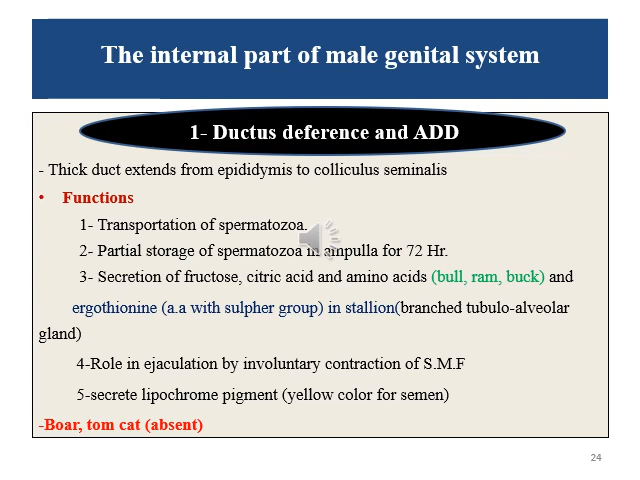 The internal part of male genital system
1- Ductus deference and ADD
- Thick duct extends from epididymis to colliculus seminalis
• Functions
1- Transportation of spermatozoa.
2- Partial storage of spermatozoa in ampulla for 72 Hr.
3- Secretion of fructose, citric acid and amino acids (bull, ram, buck) and
ergothionine (a.a with sulpher group) in stallion(branched tubulo-alveolar
gland)
4-Role in ejaculation by involuntary contraction of S.M.F
5-secrete lipochrome pigment (yellow color for semen)
-Boar, tom cat (absent)
24